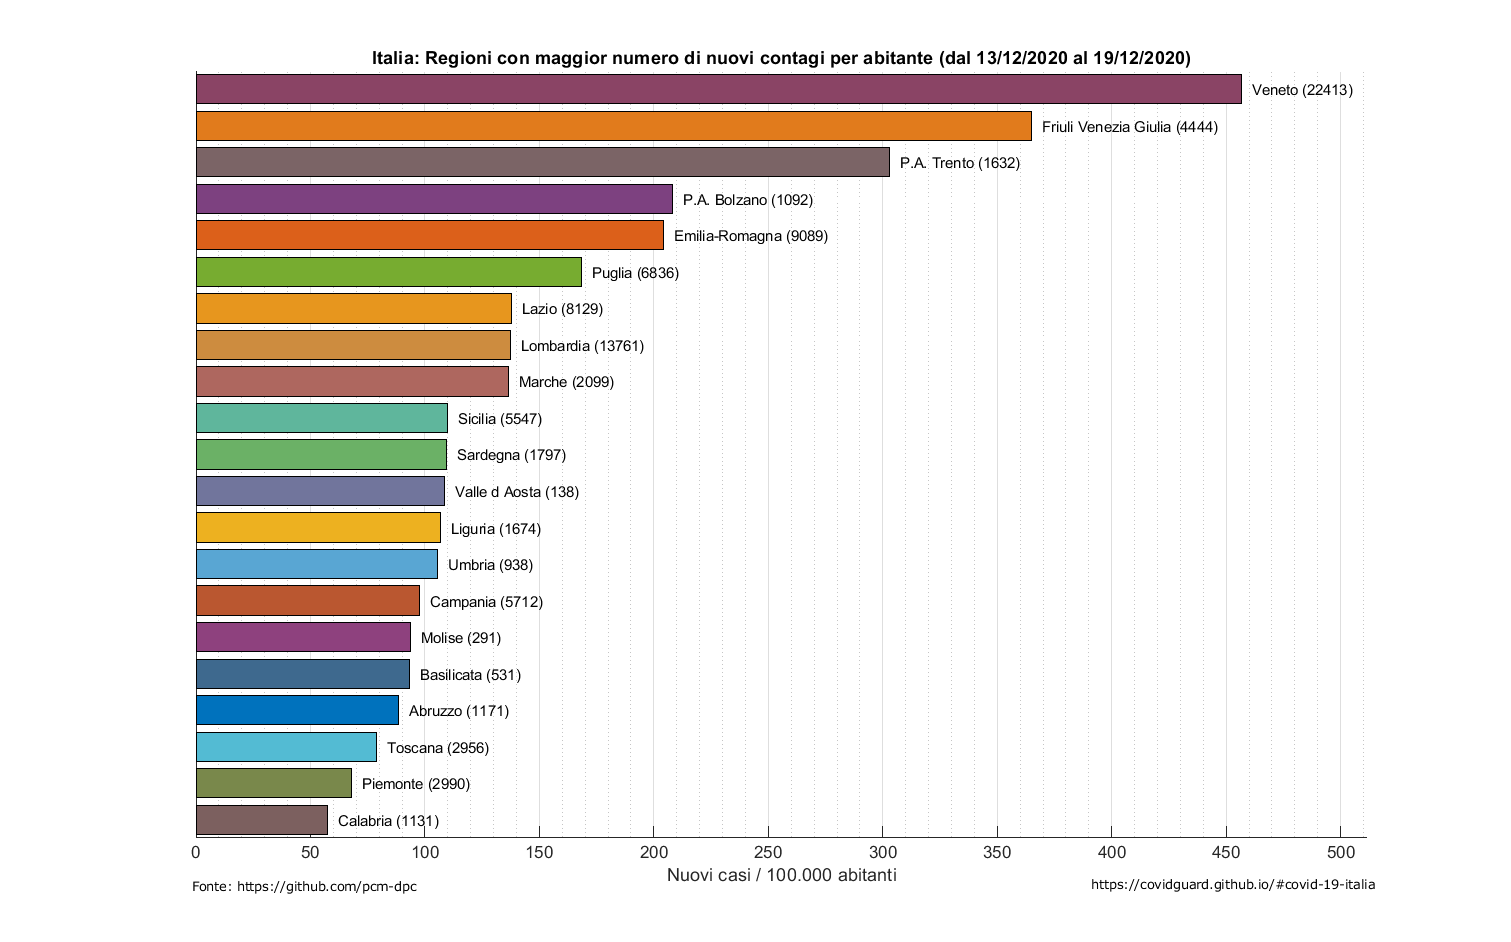 Italia: Regioni con maggior numero di nuovi contagi per abitante (dal 13/12/2020 al 19/12/2020)
Veneto (22413)
Friuli Venezia Giulia (4444)
P.A. Trento (1632)
P.A. Bolzano (1092)
Emilia-Romagna (9089)
Puglia (6836)
Lazio (8129)
Lombardia (13761)
Marche (2099)
Sicilia (5547)
Sardegna (1797)
Valle d Aosta (138)
Liguria (1674)
Umbria (938)
Campania (5712)
Molise (291)
Basilicata (531)
Abruzzo (1171)
Toscana (2956)
Piemonte (2990)
Calabria (1131)
0 50 100 150 200 250 300 350 400 450 500
Nuovi casi / 100.000 abitanti
Fonte: https://github.com/pcm-dpc
https://covidguard.github.io/#covid-19-italia